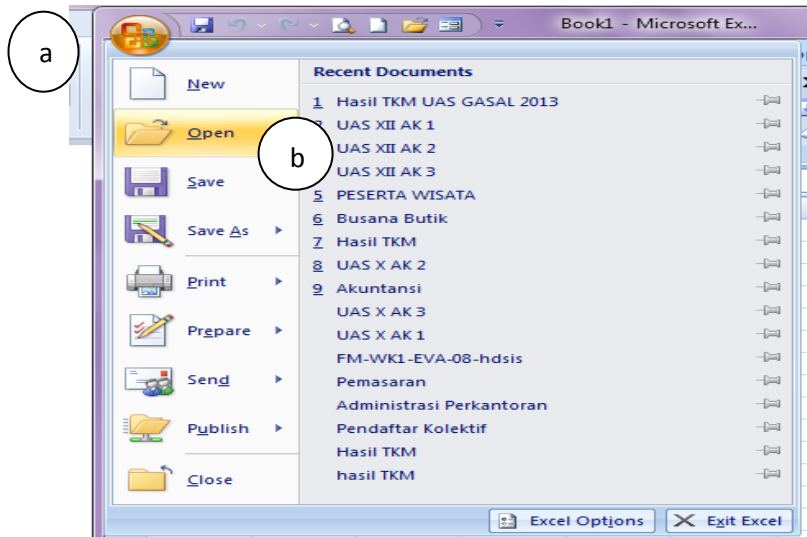 a
Book1 - Microsoft Ex...
New
Open
b
Save
Save As
Print
Prepare
Send
Publish
Close
Recent Documents
1 Hasil TKM UAS GASAL 2013
UAS XII AK 1
UAS XII AK 2
UAS XII AK 3
5 PESERTA WISATA
6 Busana Butik
7 Hasil TKM
8 UAS X AK 2
9 Akuntansi
UAS X AK 3
UAS X AK 1
FM-WK1-EVA-08-hdsis
Pemasaran
Administrasi Perkantoran
Pendaftar Kolektif
Hasil TKM
hasil TKM
Excel Options
Exit Excel